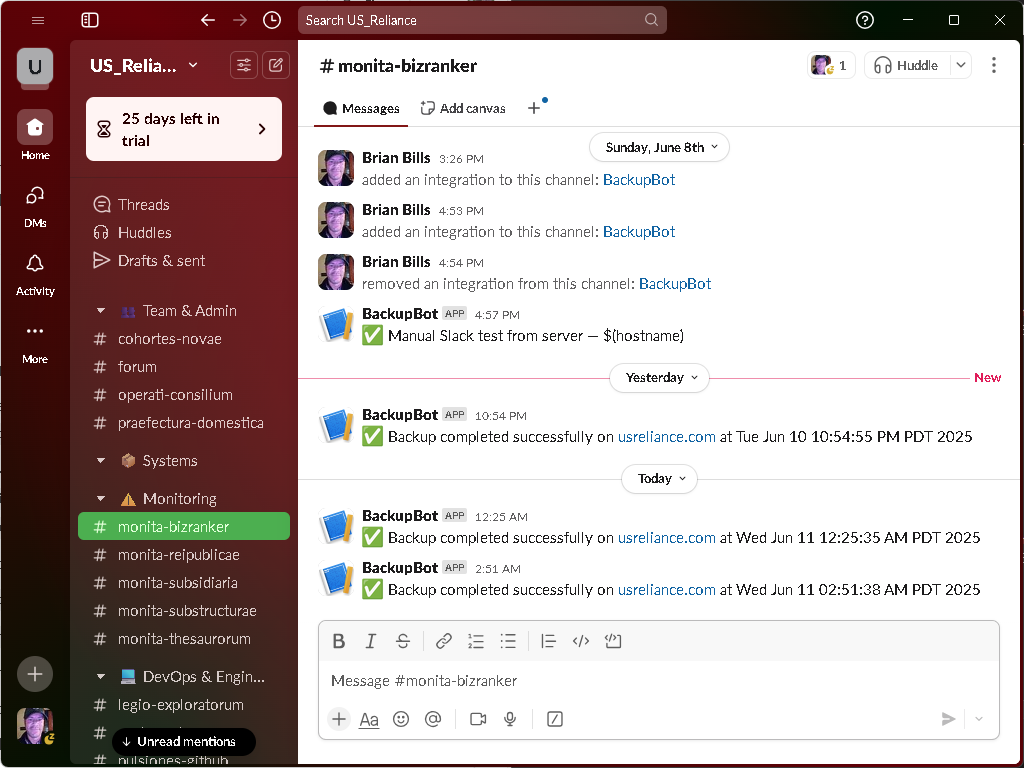 Search US_Reliance
U
US_Relia...
25 days left in
trial
Home
DMs
Activity
More
Threads
Huddles
Drafts & sent
Team & Admin
# cohortes-novae
# forum
# operati-consilium
# praefectura-domestica
Systems
Monitoring
# monita-bizranker
# monita-reipublicae
# monita-subsidiaria
# monita-substructurae
# monita-thesaurorum
DevOps & Engin...
# legio-exploratorum
#
Unread mentions
# pulsiones-github
# monita-bizranker
1
Huddle
Messages
Add canvas
Sunday, June 8th
Brian Bills 3:26 PM
added an integration to this channel: BackupBot
Brian Bills 4:53 PM
added an integration to this channel: BackupBot
Brian Bills 4:54 PM
removed an integration from this channel: BackupBot
BackupBot APP 4:57 PM
✅ Manual Slack test from server — $(hostname)
Yesterday
New
BackupBot APP 10:54 PM
✅ Backup completed successfully on usreliance.com at Tue Jun 10 10:54:55 PM PDT 2025
Today
BackupBot APP 12:25 AM
✅ Backup completed successfully on usreliance.com at Wed Jun 11 12:25:35 AM PDT 2025
BackupBot APP 2:51 AM
✅ Backup completed successfully on usreliance.com at Wed Jun 11 02:51:38 AM PDT 2025
B I S
Message #monita-bizranker
Aa